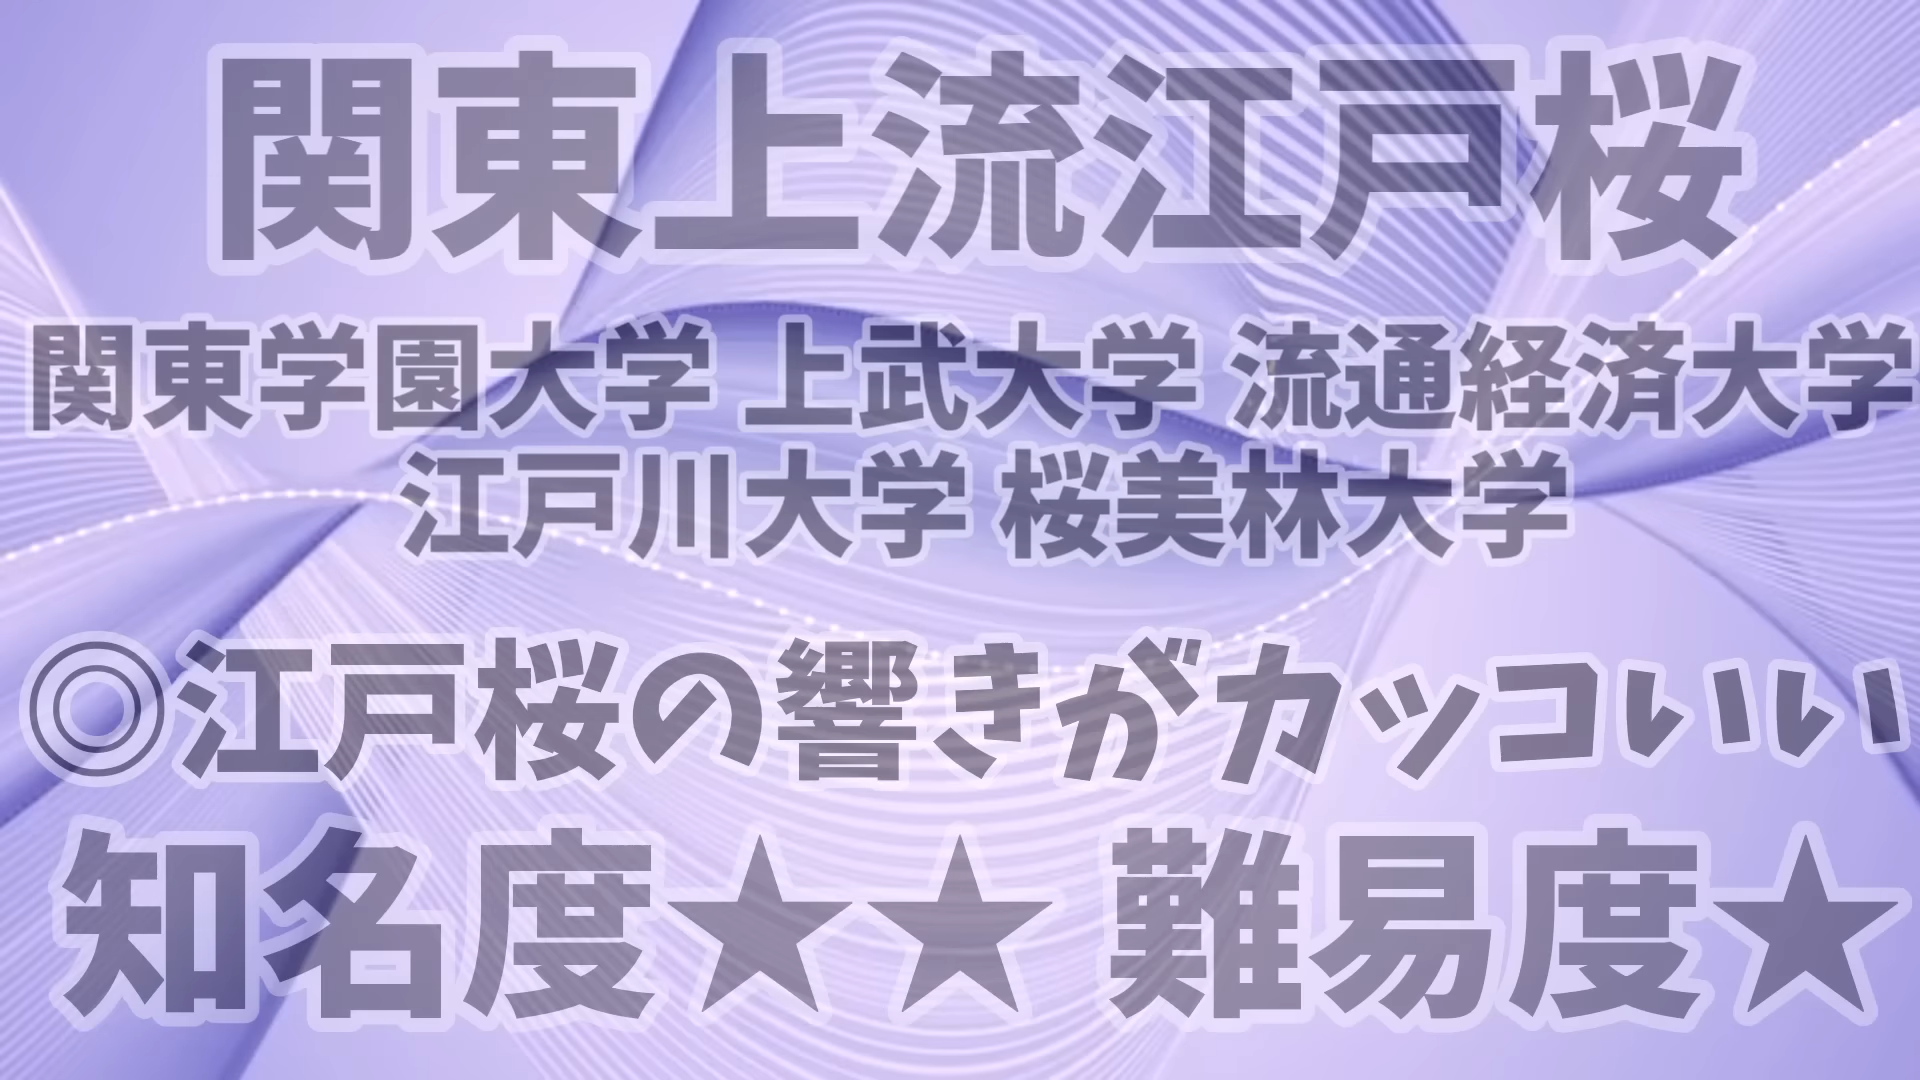 関東上流江戸桜
関東学園大学 上武大学 流通経済大学
江戸川大学 桜美林大学
◎江戸桜の響きがカッコいい
知名度★★ 難易度★